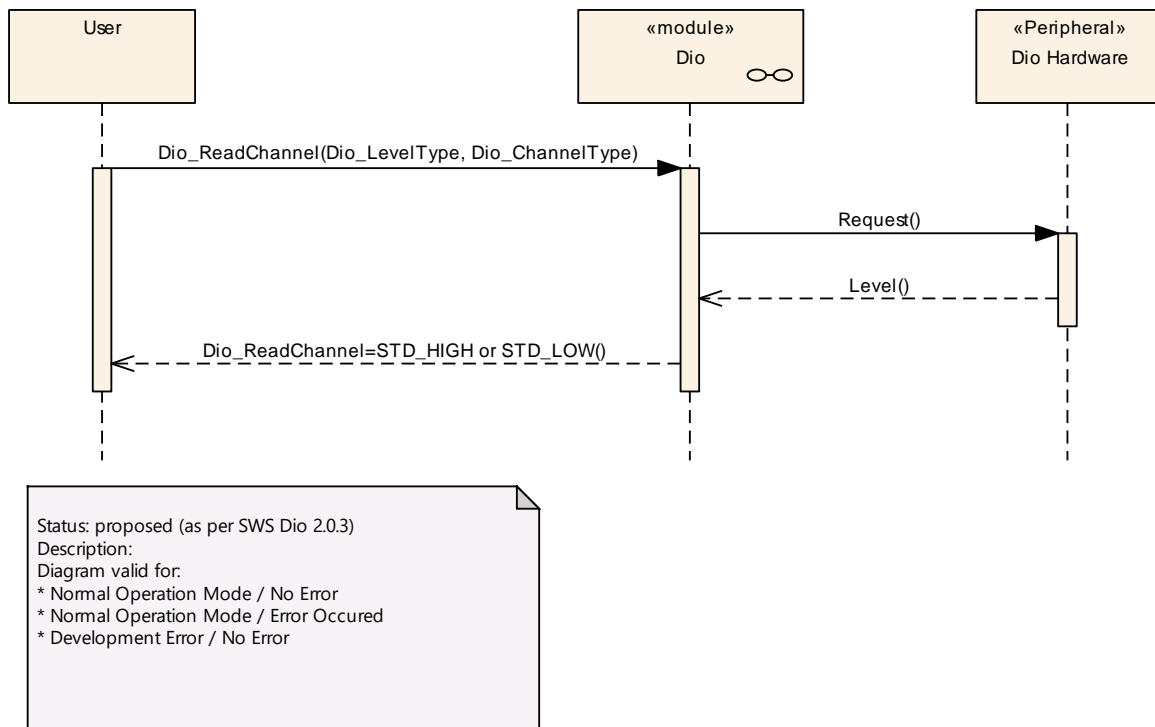 User
«module»
Dio
«Peripheral»
Dio Hardware
Dio_ReadChannel(Dio_LevelType, Dio_ChannelType)
Request()
Level()
Dio_ReadChannel=STD_HIGH or STD_LOW()
Status: proposed (as per SWS Dio 2.0.3)
Description:
Diagram valid for:
* Normal Operation Mode / No Error
* Normal Operation Mode / Error Occured
* Development Error / No Error